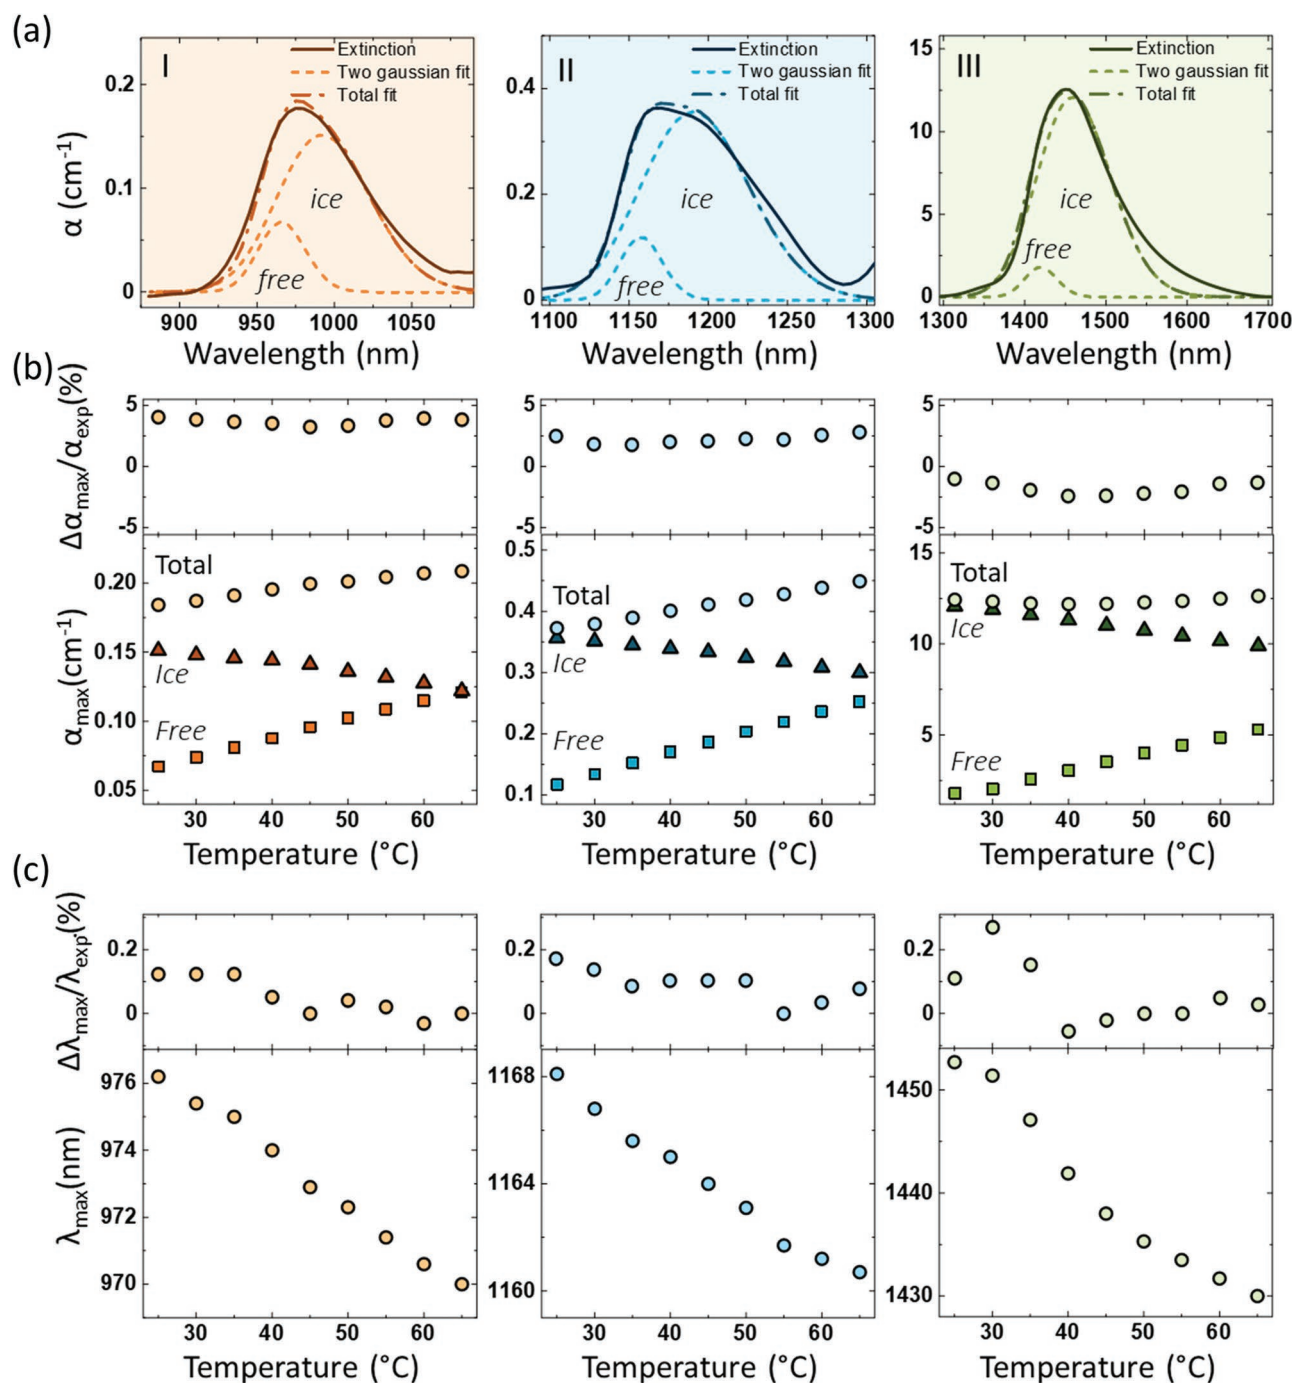 (a)
I
Extinction
Two gaussian fit
Total fit
ice
free
0.2
0.1
0
α (cm⁻¹)
900 950 1000 1050
Wavelength (nm)
II
Extinction
Two gaussian fit
Total fit
ice
free
0.4
0.2
0
1100 1150 1200 1250 1300
Wavelength (nm)
III
Extinction
Two gaussian fit
Total fit
ice
free
15
10
5
0
1300 1400 1500 1600 1700
Wavelength (nm)
(b)
Δαmax/αexp(%)
5
0
-5
αmax(cm⁻¹)
Total
Ice
Free
0.20
0.15
0.10
0.05
30 40 50 60
Temperature (°C)
5
0
-5
Total
Ice
Free
0.5
0.4
0.3
0.2
0.1
30 40 50 60
Temperature (°C)
5
0
-5
Total
Ice
Free
15
10
5
30 40 50 60
Temperature (°C)
(c)
Δλmax/λexp.(%)
0.2
0
λmax(nm)
976
974
972
970
30 40 50 60
Temperature (°C)
0.2
0
1168
1164
1160
30 40 50 60
Temperature (°C)
0.2
0
1450
1440
1430
30 40 50 60
Temperature (°C)